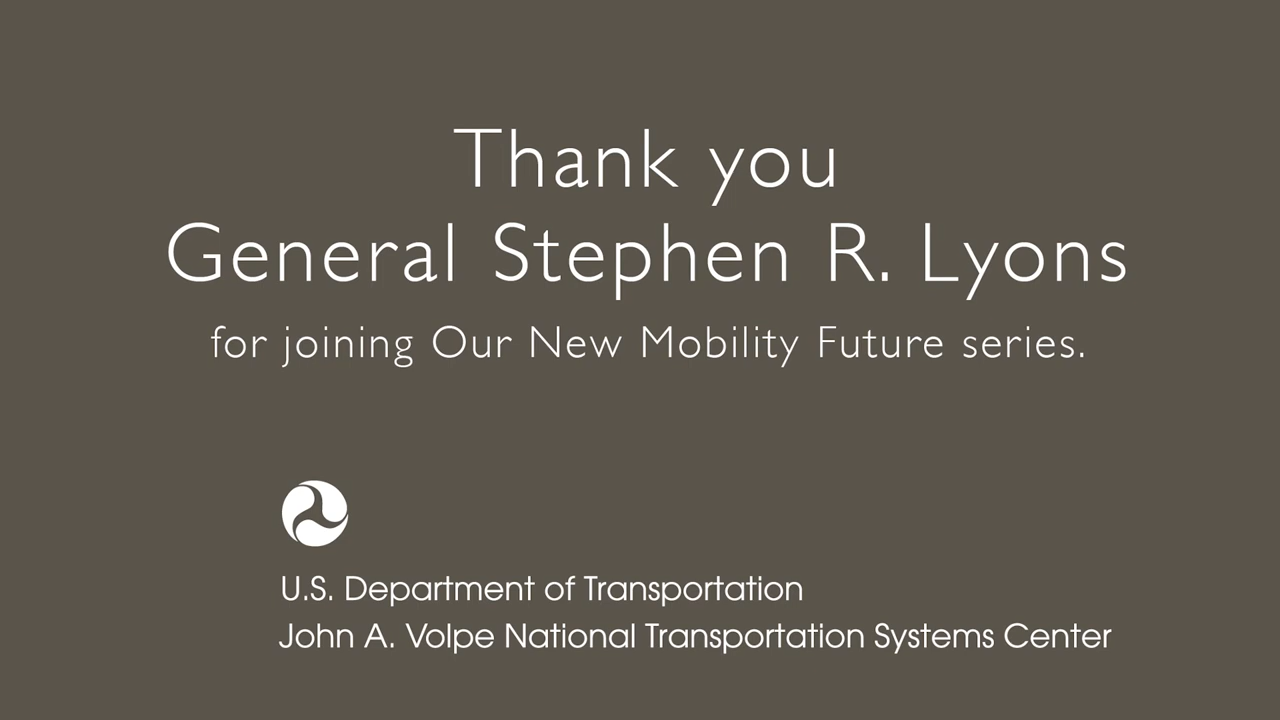 Thank you
General Stephen R. Lyons
for joining Our New Mobility Future series.
U.S. Department of Transportation
John A. Volpe National Transportation Systems Center